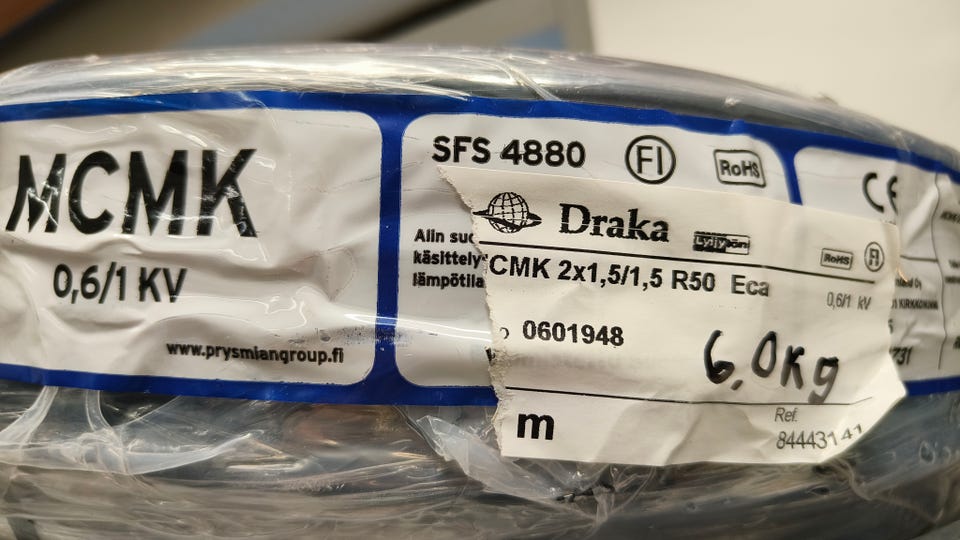 MCMK
0,6/1 KV
www.prysmiangroup.fi
SFS 4880
FI
RoHS
Alin
käsittely
lämpötila
Draka
RoHS
FI
CMK 2x1,5/1,5 R50 Eca
0,6/1 kV
0601948
6,0kg
m
Ref.
84443141
CE
731